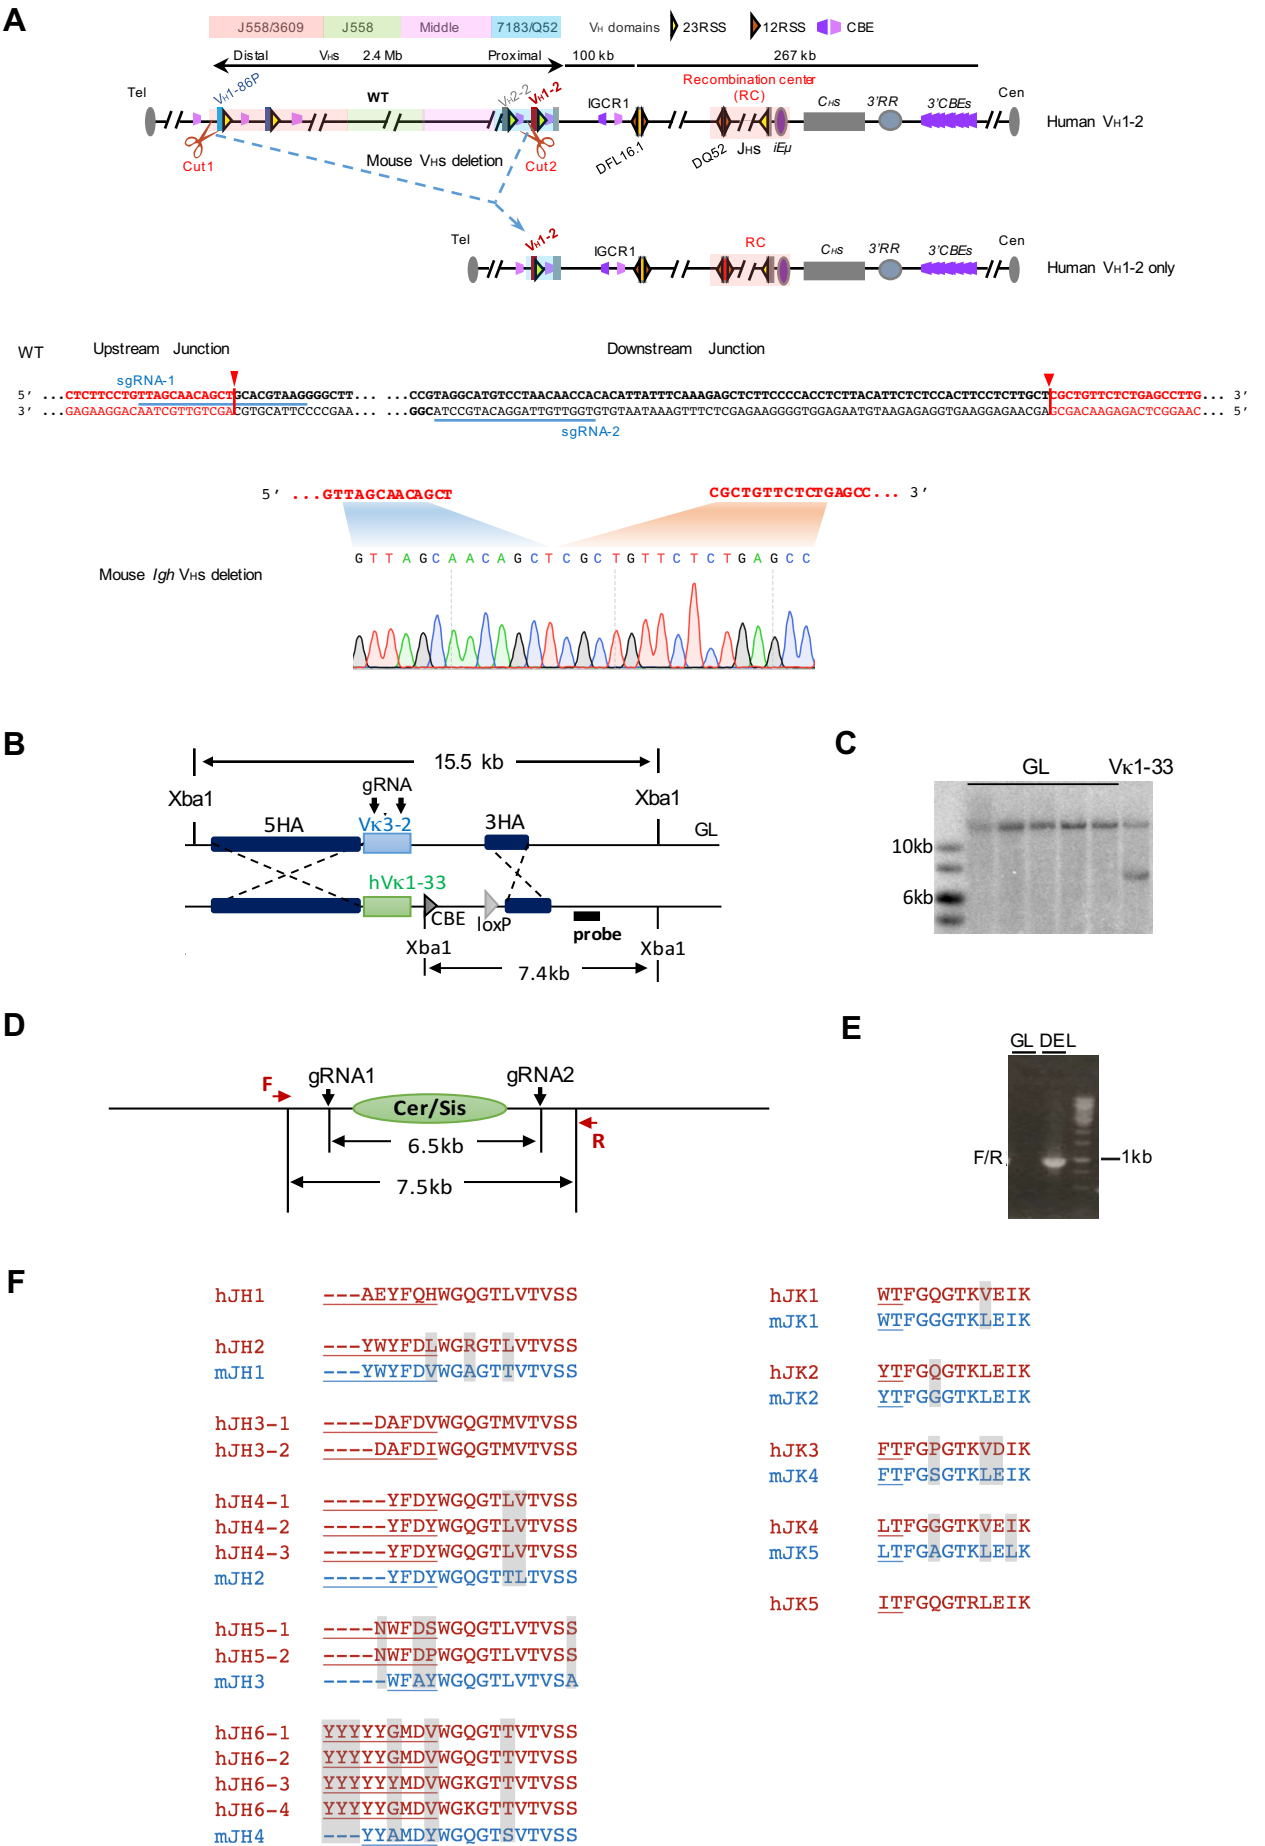 A
J558/3609 J558 Middle 7183/Q52 VH domains 23RSS 12RSS CBE
Distal VHs 2.4 Mb Proximal 100 kb 267 kb
Recombination center
(RC)
Tel VH1-86P WT VH2-2 VH1-2 IGCR1 CHs 3'RR 3'CBEs Cen
Human VH1-2
Cut1 Mouse VHs deletion Cut2 DFL16.1 DQ52 JHs iEμ
Tel VH1-2 IGCR1 RC CHs 3'RR 3'CBEs Cen
Human VH1-2 only
WT Upstream Junction Downstream Junction
sgRNA-1
5’ ...CTCTTCCTGTTAGCAACAGCTGCACGTAAGGGGCTT ... ...CCGTAGGCATGTCCTAACAACCACACATTATTTCAAAGAGCTCTTCCCCACCTCTTACATTCTCTCCACTTCCTCTTGCTCGCTGTTCTCTGAGCCTTG... 3’
3’ ...GAGAAGGACAATCGTTGTCGACGTGCATTCCCCGAA... ...GGCATCCGTACAGGATTGTTGGTGTGTAATAAAGTTTCTCGAGAAGGGGTGGAGAATGTAAGAGAGGTGAAGGAGAACGAGCGACAAGAGACTCGGAAC... 5’
sgRNA-2
5’ ...GTTAGCAACAGCT CGCTGTTCTCTGAGCC... 3’
GTTAGCAACAGCTCGCTGTTCTCTGAGCC
Mouse Igh VHs deletion
B
15.5 kb
Xba1 gRNA Xba1
5HA Vκ3-2 3HA GL
hVκ1-33
CBE loxP probe
Xba1 Xba1
7.4kb
C
GL Vκ1-33
10kb
6kb
D
F gRNA1 gRNA2
Cer/Sis
R
6.5kb
7.5kb
E
GL DEL
F/R 1kb
F
hJH1 ---AEYFQHWGQGTLVTVSS
hJH2 ---YWYFDLWGRGTLVTVSS
mJH1 ---YWYFDVWGAGTTVTVSS
hJH3-1 ----DAFDVWGQGTMVTVSS
hJH3-2 ----DAFDIWGQGTMVTVSS
hJH4-1 -----YFDYWGQGTLVTVSS
hJH4-2 -----YFDYWGQGTLVTVSS
hJH4-3 -----YFDYWGQGTLVTVSS
mJH2 -----YFDYWGQGTTLTVSS
hJH5-1 ----NWFDSWGQGTLVTVSS
hJH5-2 ----NWFDPWGQGTLVTVSS
mJH3 -----WFAYWGQGTLVTVSA
hJH6-1 YYYYYGMDVWGQGTTVTVSS
hJH6-2 YYYYYGMDVWGQGTTVTVSS
hJH6-3 YYYYYYMDVWGKGTTVTVSS
hJH6-4 YYYYYGMDVWGKGTTVTVSS
mJH4 ---YYAMDYWGQGTSVTVSS
hJK1 WTFGQGTKVEIK
mJK1 WTFGGGTKLEIK
hJK2 YTFGQGTKLEIK
mJK2 YTFGGGTKLEIK
hJK3 FTFGPGTKVDIK
mJK4 FTFGSGTKLEIK
hJK4 LTFGGGTKVEIK
mJK5 LTFGAGTKLELK
hJK5 ITFGQGTRLEIK